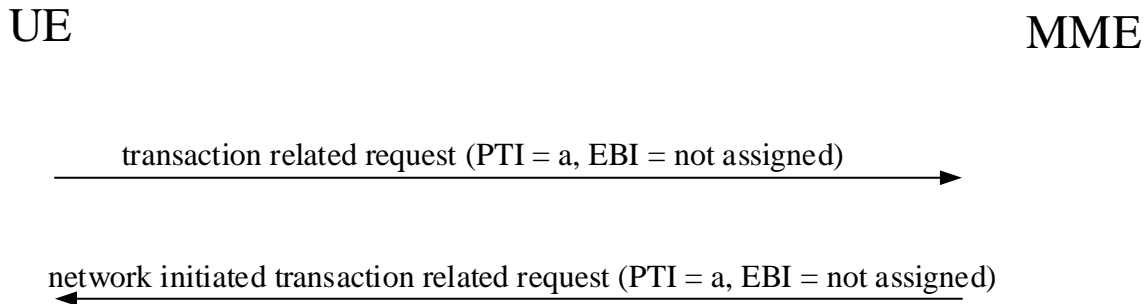 UE
MME
transaction related request (PTI = a, EBI = not assigned)
network initiated transaction related request (PTI = a, EBI = not assigned)